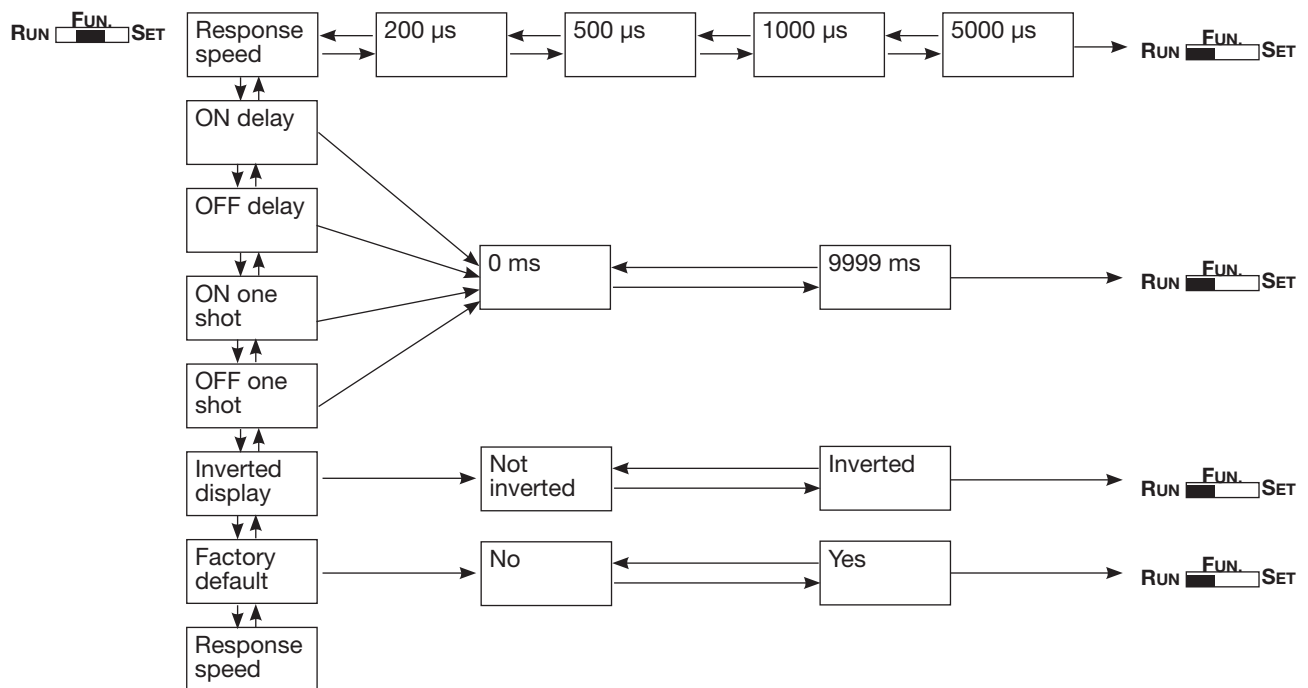 FUN.
RUN SET
Response
speed
200 µs
500 µs
1000 µs
5000 µs
FUN.
RUN SET
ON delay
OFF delay
0 ms
9999 ms
FUN.
RUN SET
ON one
shot
OFF one
shot
Inverted
display
Not
inverted
Inverted
FUN.
RUN SET
Factory
default
No
Yes
FUN.
RUN SET
Response
speed